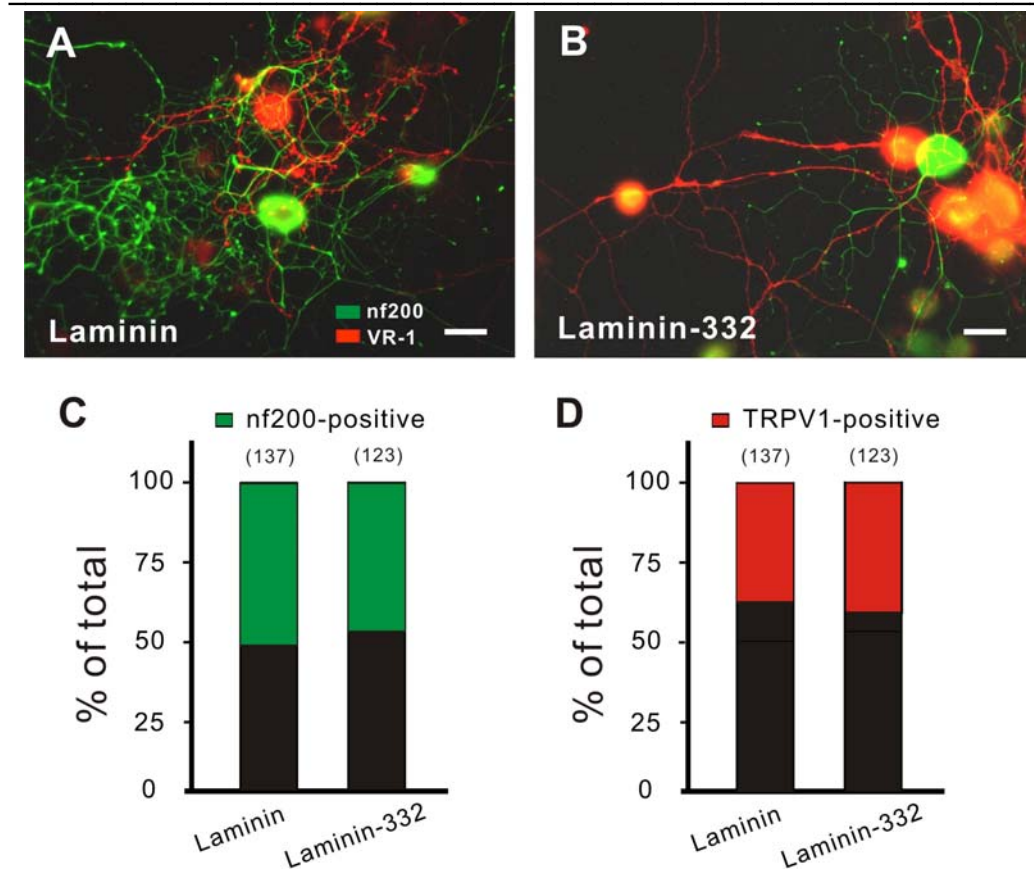 A
B
nf200
VR-1
Laminin
Laminin-332
C
nf200-positive
(137)
(123)
100
75
50
25
0
% of total
Laminin
Laminin-332
D
TRPV1-positive
(137)
(123)
100
75
50
25
0
% of total
Laminin
Laminin-332